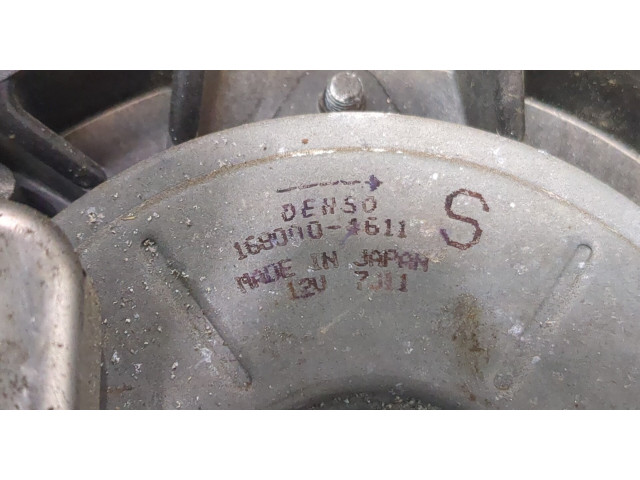 DENSO
168000-4611 S
MADE IN JAPAN
12V 7J11